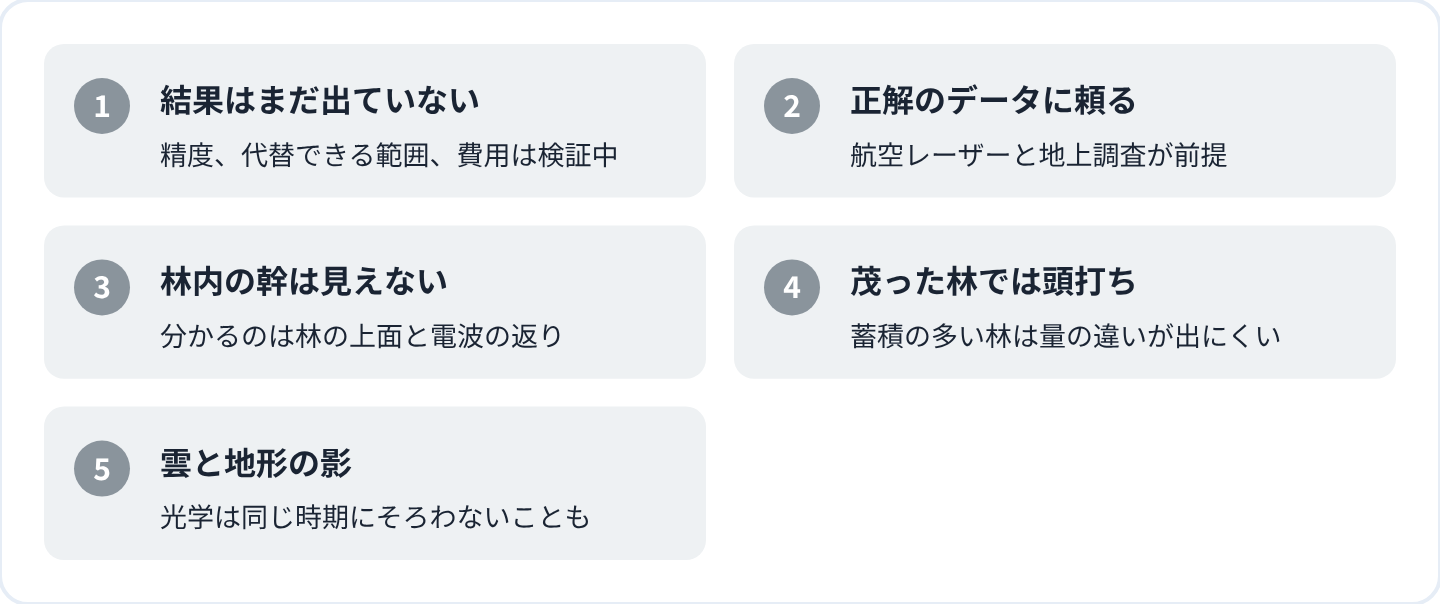 1
結果はまだ出ていない
精度、代替できる範囲、費用は検証中
2
正解のデータに頼る
航空レーザーと地上調査が前提
3
林内の幹は見えない
分かるのは林の上面と電波の返り
4
茂った林では頭打ち
蓄積の多い林は量の違いが出にくい
5
雲と地形の影
光学は同じ時期にそろわないことも